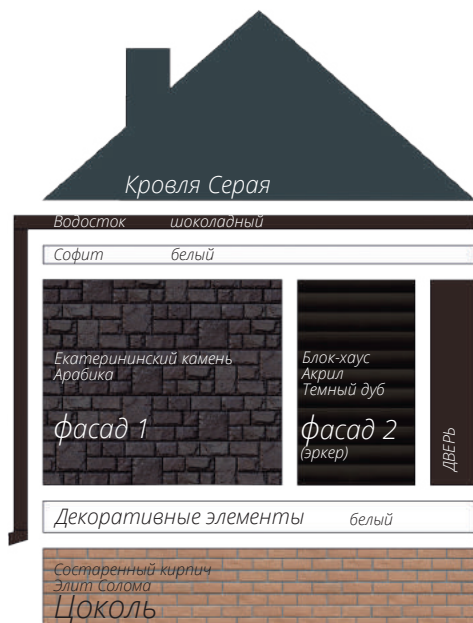 Кровля Серая
Водосток шоколадный
Софит белый
Екатерининский камень
Арабика
фасад 1
Блок-хаус
Акрил
Темный дуб
фасад 2
(эркер)
ДВЕРЬ
Декоративные элементы белый
Состаренный кирпич
Элит Солома
Цоколь